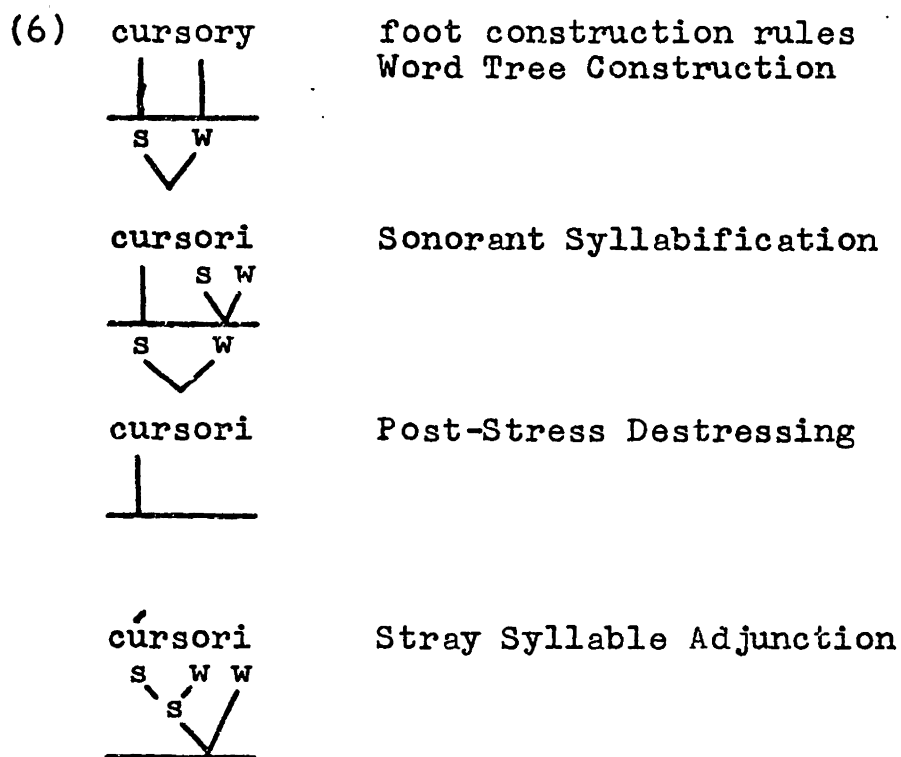 (6) cursory foot construction rules
Word Tree Construction
s w
cursori Sonorant Syllabification
s w
s w
cursori Post-Stress Destressing
cúrsori Stray Syllable Adjunction
s w w
s